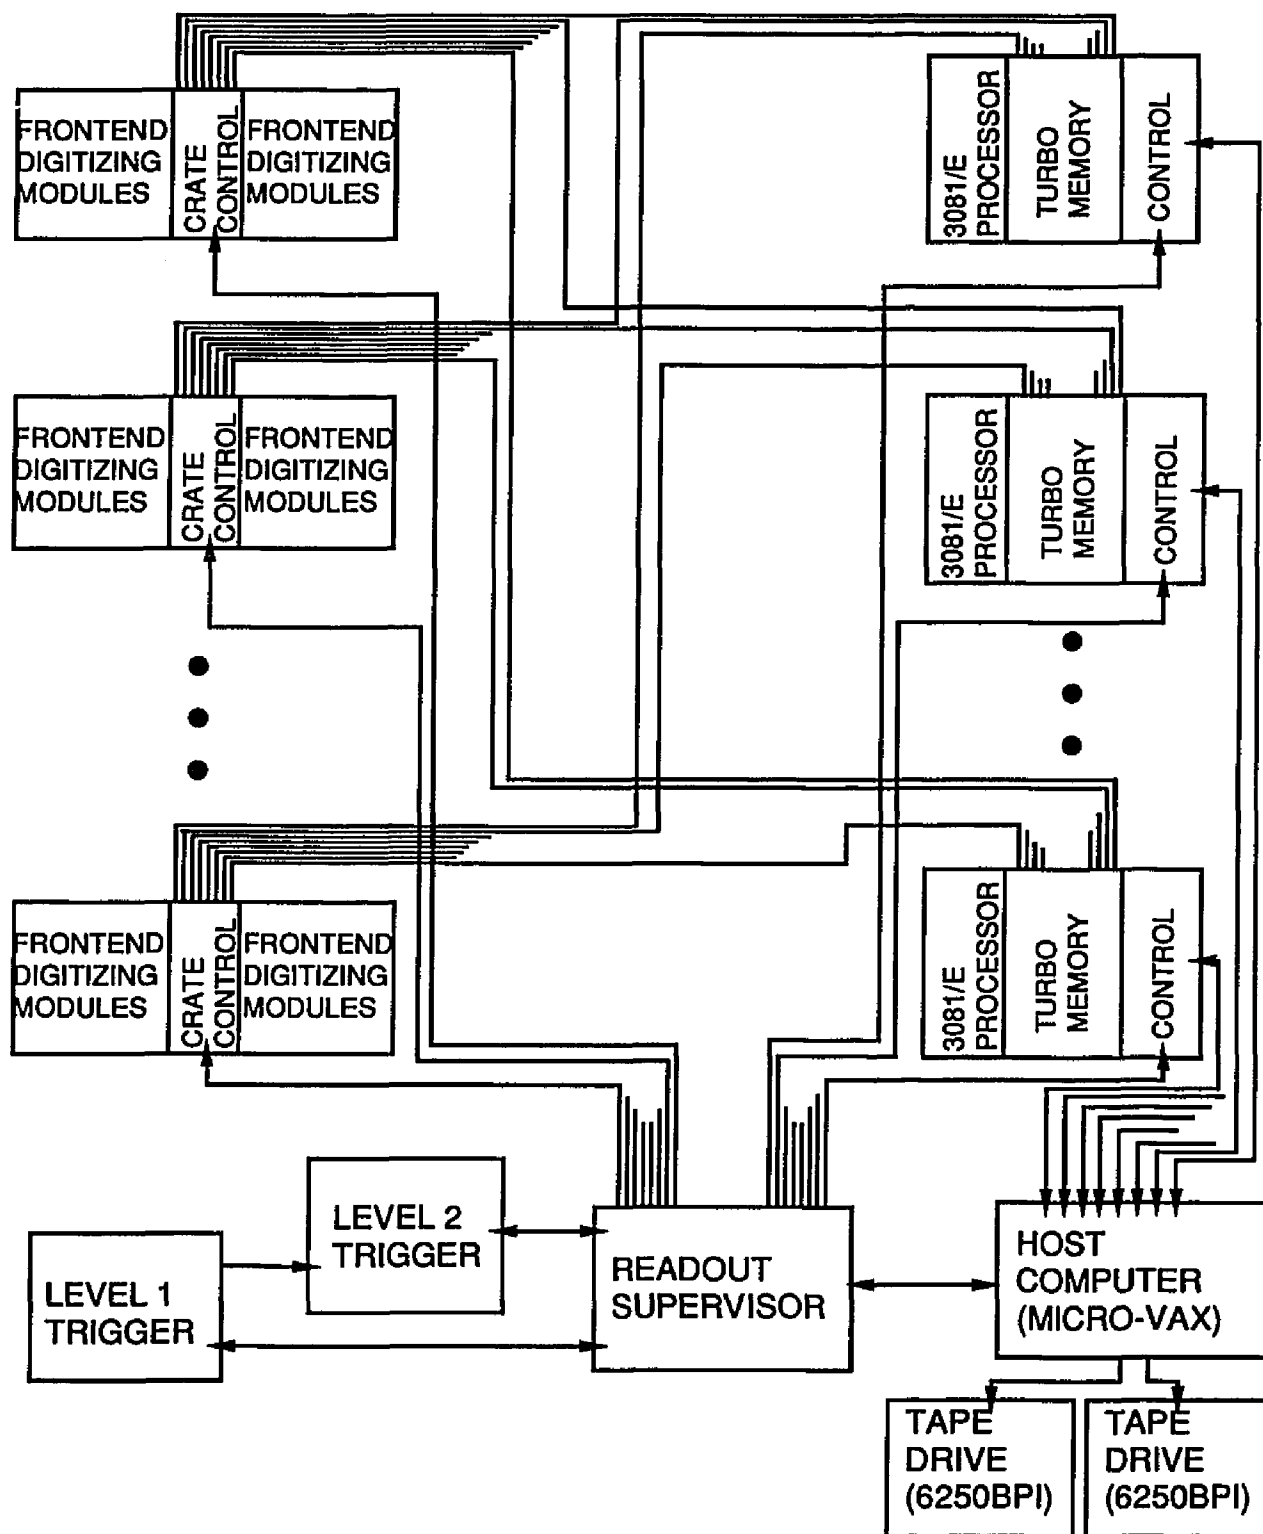 FRONTEND
DIGITIZING
MODULES
CRATE
CONTROL
FRONTEND
DIGITIZING
MODULES
3081/E
PROCESSOR
TURBO
MEMORY
CONTROL
FRONTEND
DIGITIZING
MODULES
CRATE
CONTROL
FRONTEND
DIGITIZING
MODULES
3081/E
PROCESSOR
TURBO
MEMORY
CONTROL
FRONTEND
DIGITIZING
MODULES
CRATE
CONTROL
FRONTEND
DIGITIZING
MODULES
3081/E
PROCESSOR
TURBO
MEMORY
CONTROL
LEVEL 1
TRIGGER
LEVEL 2
TRIGGER
READOUT
SUPERVISOR
HOST
COMPUTER
(MICRO-VAX)
TAPE
DRIVE
(6250BPI)
TAPE
DRIVE
(6250BPI)